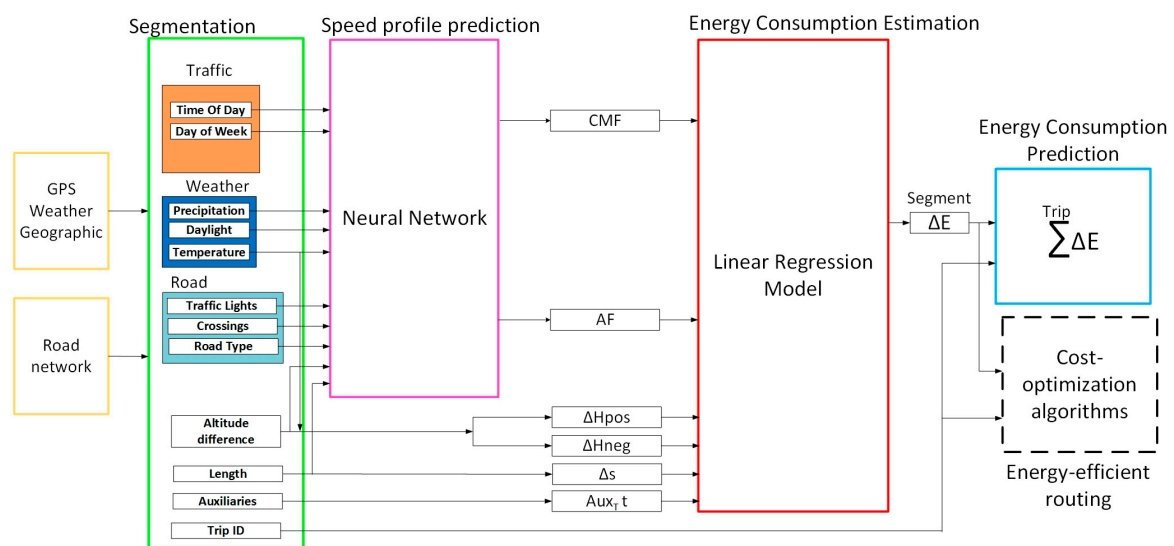 Segmentation
Speed profile prediction
Energy Consumption Estimation
Traffic
Time Of Day
Day of Week
Weather
Precipitation
Daylight
Temperature
Road
Traffic Lights
Crossings
Road Type
Altitude
difference
Length
Auxiliaries
Trip ID
GPS
Weather
Geographic
Road
network
Neural Network
CMF
AF
ΔHpos
ΔHneg
Δs
Aux_T t
Linear Regression
Model
Segment
ΔE
Energy Consumption
Prediction
Trip
∑ΔE
Cost-
optimization
algorithms
Energy-efficient
routing